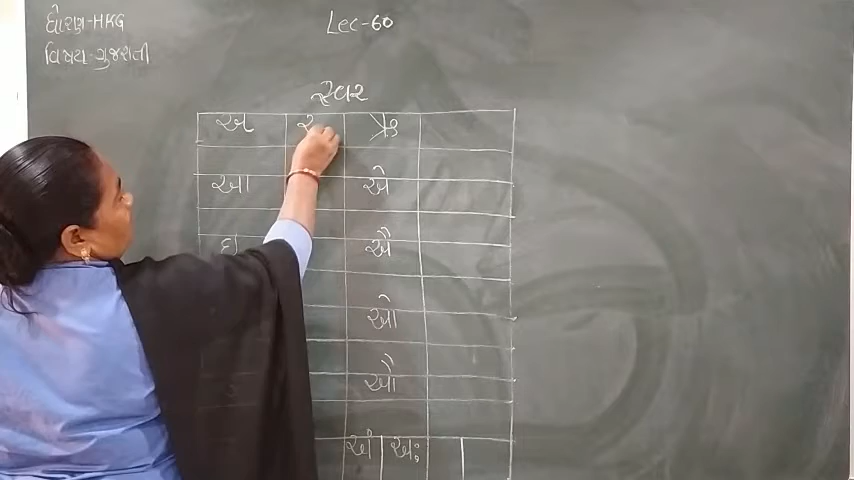 ધોરણ-HKG
Lec-60
વિષય-ગુજરાતી
સ્વર
અ ઋ
આ એ
ઇ ઐ
ઓ
ઔ
અં અઃ